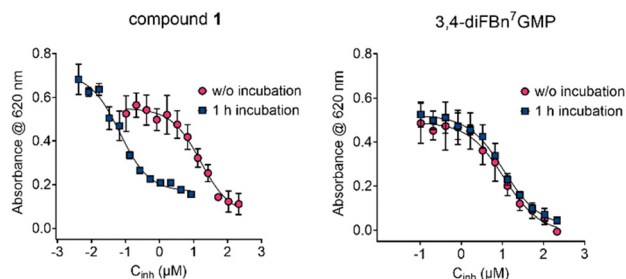 compound 1
Absorbance @ 620 nm
0.8
0.6
0.4
0.2
0.0
-3 -2 -1 0 1 2 3
C_inh (µM)
w/o incubation
1 h incubation
3,4-diFBn⁷GMP
Absorbance @ 620 nm
0.8
0.6
0.4
0.2
0.0
-1 0 1 2 3
C_inh (µM)
w/o incubation
1 h incubation